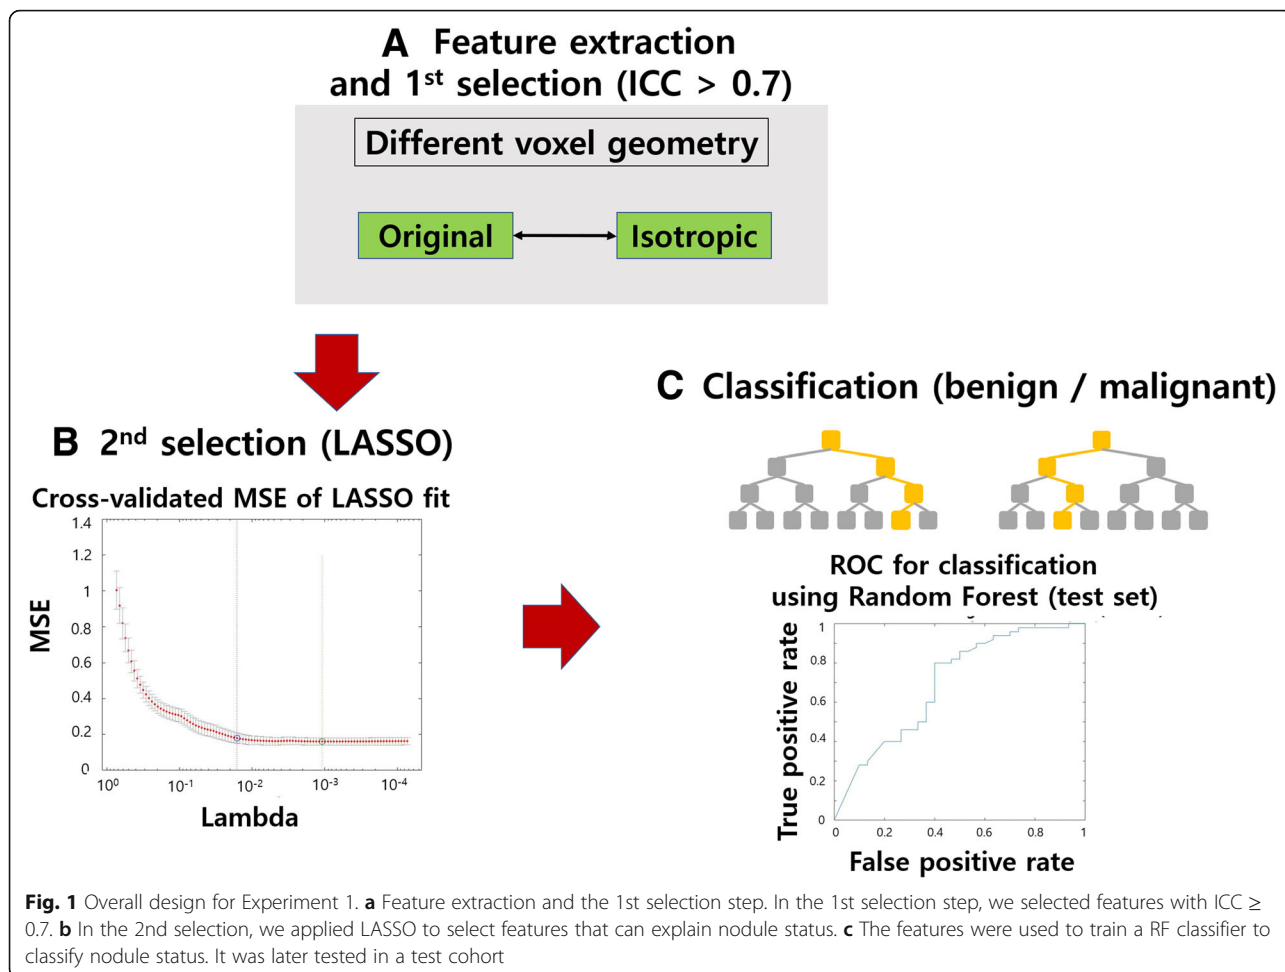 A Feature extraction
and 1st selection (ICC > 0.7)
Different voxel geometry
Original
Isotropic
B 2nd selection (LASSO)
Cross-validated MSE of LASSO fit
1.4
1.2
1
0.8
0.6
0.4
0.2
0
MSE
10⁰
10⁻¹
10⁻²
10⁻³
10⁻⁴
Lambda
C Classification (benign / malignant)
ROC for classification
using Random Forest (test set)
1
0.8
0.6
0.4
0.2
0
True positive rate
0
0.2
0.4
0.6
0.8
1
False positive rate
Fig. 1 Overall design for Experiment 1. a Feature extraction and the 1st selection step. In the 1st selection step, we selected features with ICC ≥
0.7. b In the 2nd selection, we applied LASSO to select features that can explain nodule status. c The features were used to train a RF classifier to
classify nodule status. It was later tested in a test cohort